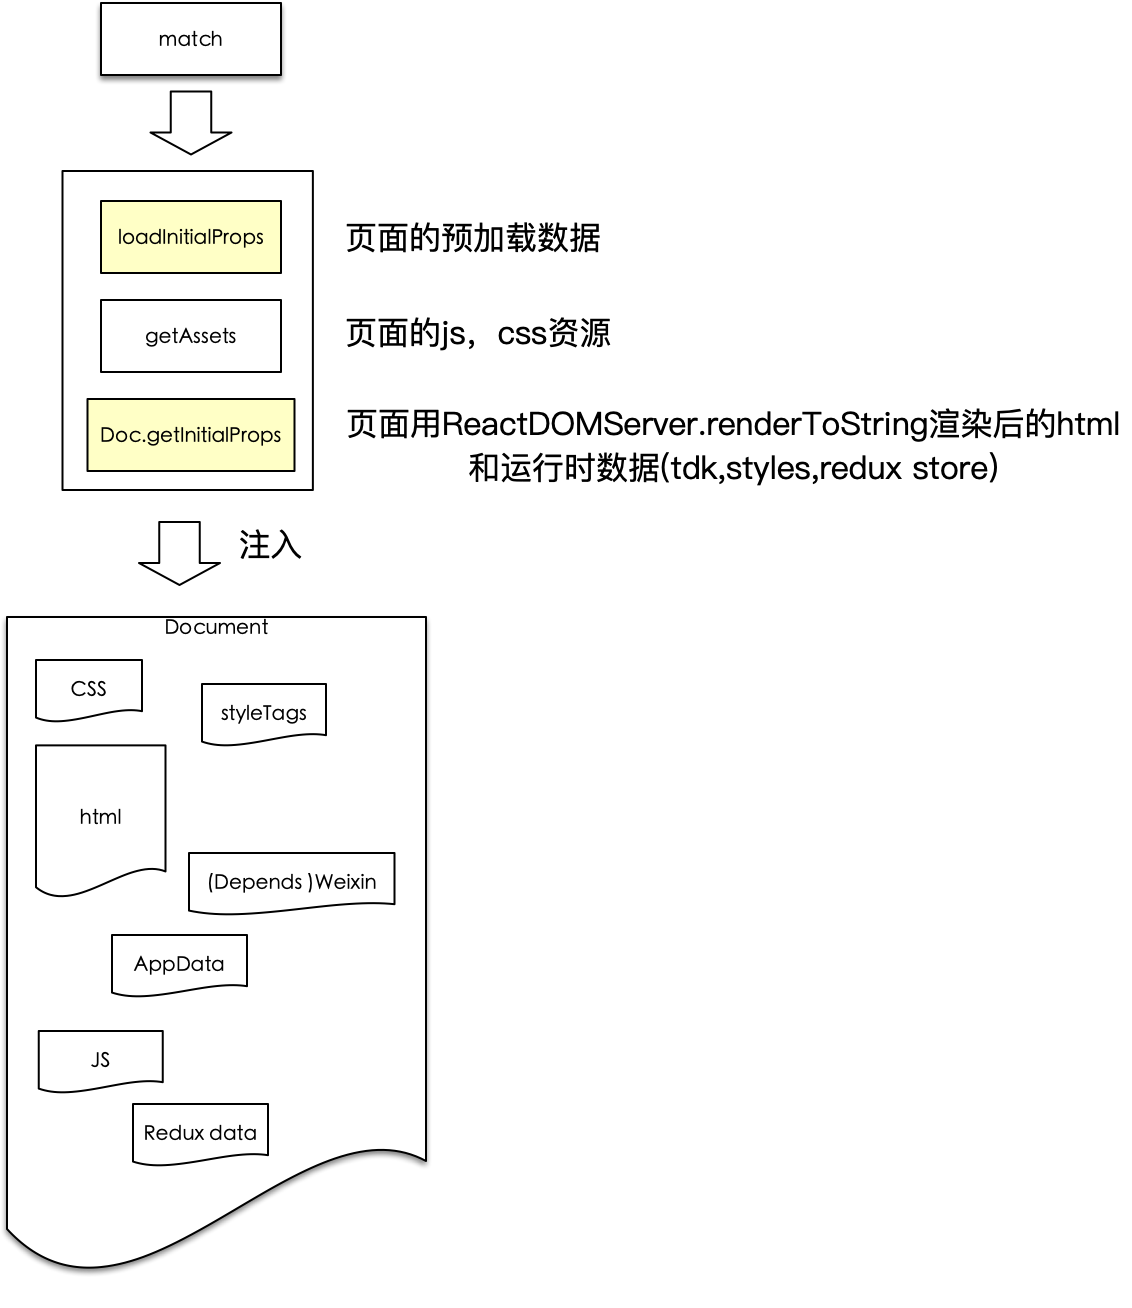 match
loadInitialProps
页面的预加载数据
getAssets
页面的js，css资源
Doc.getInitialProps
页面用ReactDOMServer.renderToString渲染后的html
和运行时数据(tdk,styles,redux store)
注入
Document
CSS
styleTags
html
(Depends )Weixin
AppData
JS
Redux data